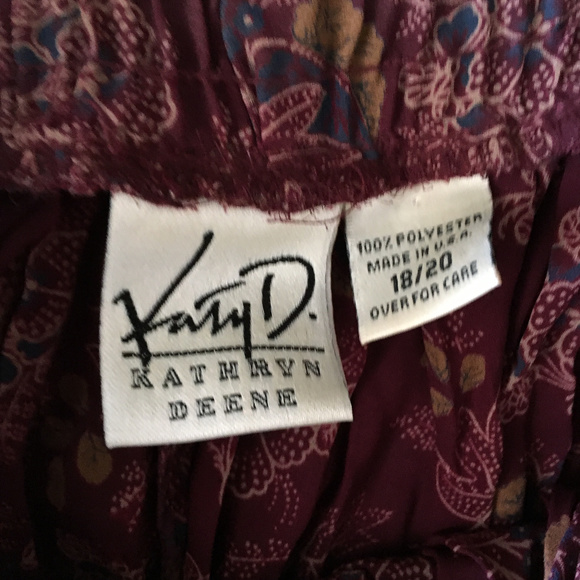 Katy D.
KATHRYN
DEENE
100% POLYESTER
MADE IN U.S.A.
18/20
OVER FOR CARE